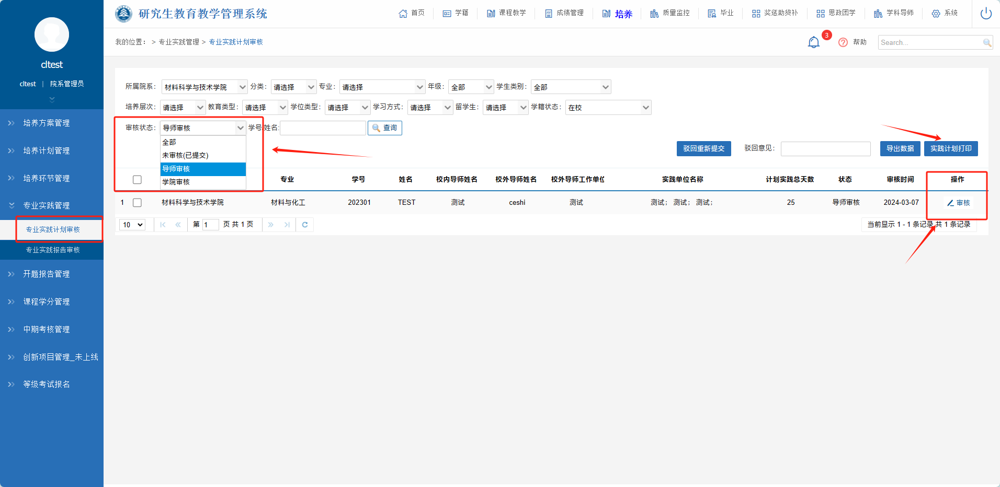 研究生教育教学管理系统
首页 学籍 课程教学 成绩管理 培养 质量监控 毕业 奖惩助贷补 思政团学 学科导师 系统
cltest
cltest | 院系管理员
我的位置： > 专业实践管理 > 专业实践计划审核
3 帮助 Search...
培养方案管理
培养计划管理
培养环节管理
专业实践管理
专业实践计划审核
专业实践报告审核
开题报告管理
课程学分管理
中期考核管理
创新项目管理_未上线
等级考试报名
所属院系： 材料科学与技术学院 分类： 请选择 专业： 请选择 年级： 全部 学生类别： 全部
培养层次： 请选择 教育类型： 请选择 学位类型： 请选择 学习方式： 请选择 留学生： 请选择 学籍状态： 在校
审核状态： 导师审核 学号/姓名: 查询
全部
未审核(已提交)
导师审核
学院审核
驳回重新提交 驳回意见： 导出数据 实践计划打印
专业 学号 姓名 校内导师姓名 校外导师姓名 校外导师工作单位 实践单位名称 计划实践总天数 状态 审核时间 操作
1 材料科学与技术学院 材料与化工 202301 TEST 测试 ceshi 测试 测试； 测试； 测试； 25 导师审核 2024-03-07 审核
10 第 1 页 共 1 页 当前显示 1 - 1 条记录 共 1 条记录